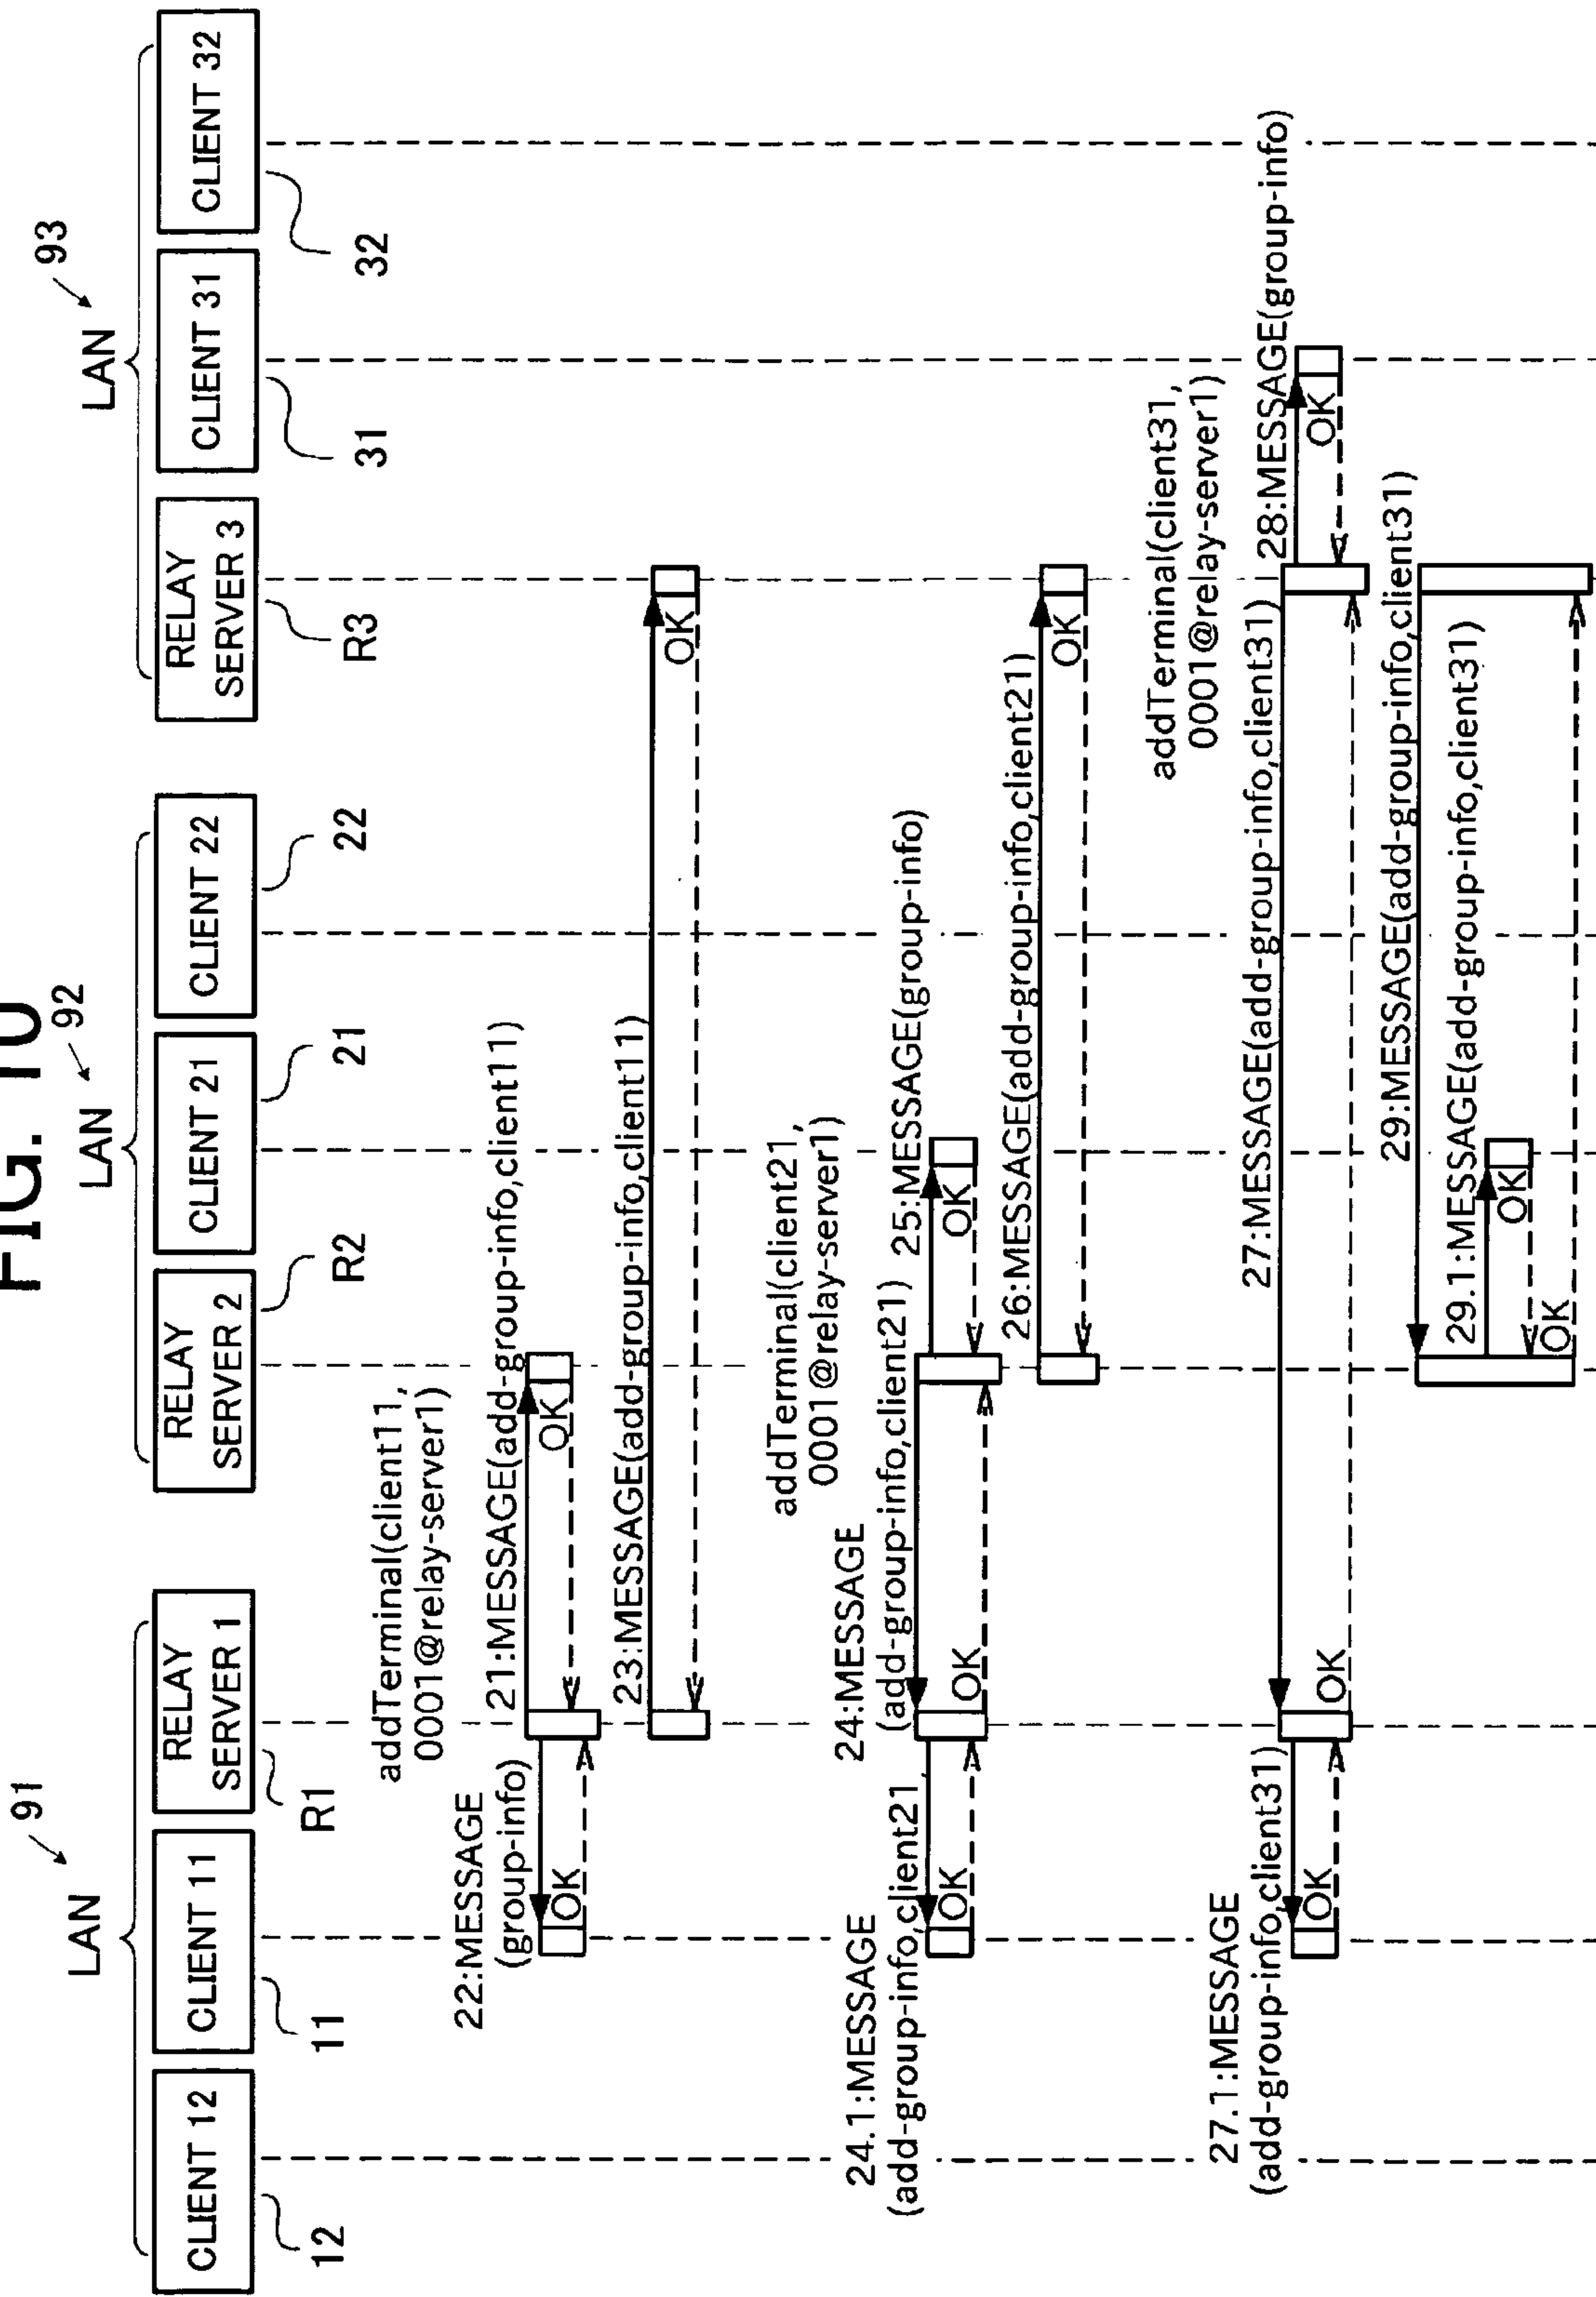 FIG. 10
91
LAN
92
LAN
93
LAN
CLIENT 12
CLIENT 11
RELAY
SERVER 1
RELAY
SERVER 2
CLIENT 21
CLIENT 22
RELAY
SERVER 3
CLIENT 31
CLIENT 32
12
11
R1
R2
21
22
R3
31
32
addTerminal(client11,
0001@relay-server1)
22:MESSAGE
(group-info)
21:MESSAGE(add-group-info,client11)
OK
OK
23:MESSAGE(add-group-info,client11)
OK
addTerminal(client21,
0001@relay-server1)
24:MESSAGE
(add-group-info,client21)
25:MESSAGE(group-info)
24.1:MESSAGE
(add-group-info,client21
OK
OK
OK
26:MESSAGE(add-group-info,client21)
OK
addTerminal(client31,
0001@relay-server1)
27:MESSAGE(add-group-info,client31)
28:MESSAGE(group-info)
27.1:MESSAGE
(add-group-info,client31)
OK
OK
OK
29:MESSAGE(add-group-info,client31)
29.1:MESSAGE(add-group-info,client31)
OK
OK